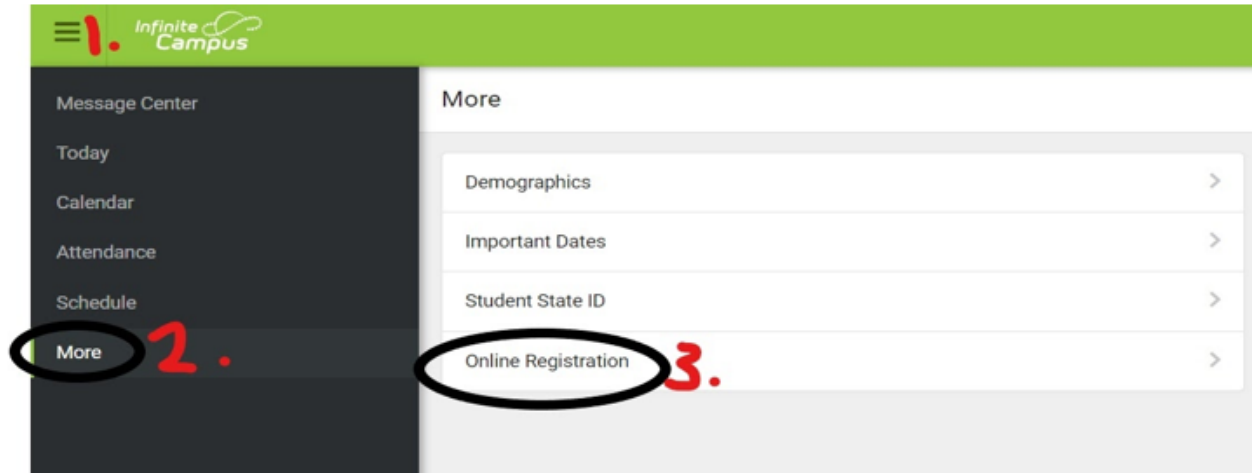 1.
Infinite
Campus
Message Center
Today
Calendar
Attendance
Schedule
More
2.
More
Demographics
Important Dates
Student State ID
Online Registration
3.